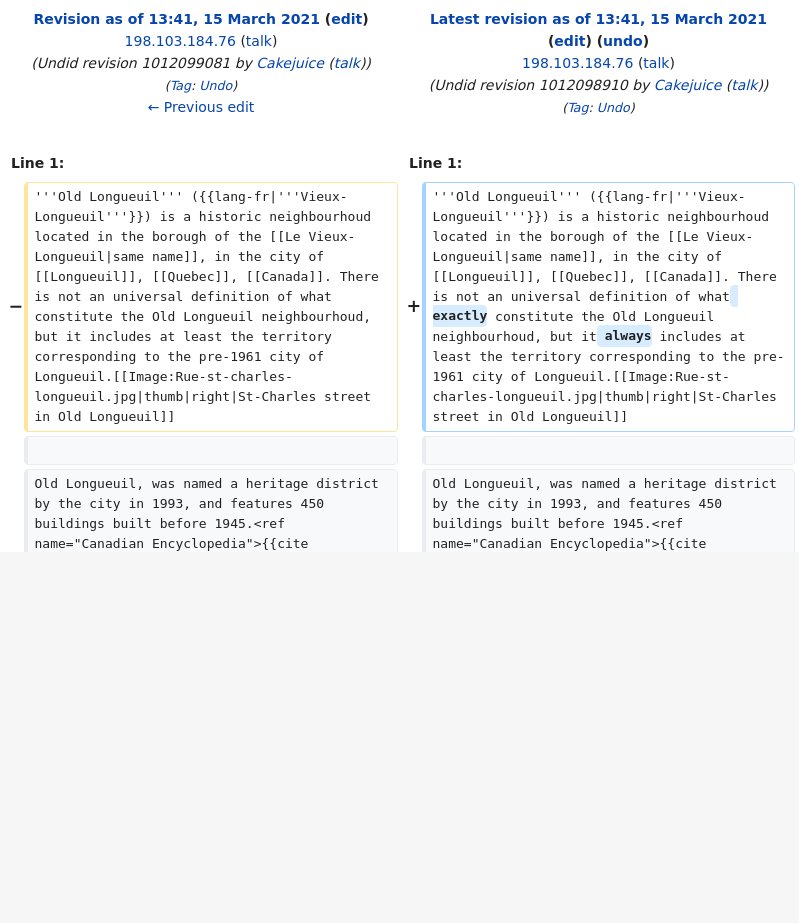 Revision as of 13:41, 15 March 2021 (edit)
198.103.184.76 (talk)
(Undid revision 1012099081 by Cakejuice (talk))
(Tag: Undo)
← Previous edit
Latest revision as of 13:41, 15 March 2021
(edit) (undo)
198.103.184.76 (talk)
(Undid revision 1012098910 by Cakejuice (talk))
(Tag: Undo)
Line 1:
Line 1:
−
'''Old Longueuil''' ({{lang-fr|'''Vieux-
Longueuil'''}}) is a historic neighbourhoud
located in the borough of the [[Le Vieux-
Longueuil|same name]], in the city of
[[Longueuil]], [[Quebec]], [[Canada]]. There
is not an universal definition of what
constitute the Old Longueuil neighbourhoud,
but it includes at least the territory
corresponding to the pre-1961 city of
Longueuil.[[Image:Rue-st-charles-
longueuil.jpg|thumb|right|St-Charles street
in Old Longueuil]]
+
'''Old Longueuil''' ({{lang-fr|'''Vieux-
Longueuil'''}}) is a historic neighbourhoud
located in the borough of the [[Le Vieux-
Longueuil|same name]], in the city of
[[Longueuil]], [[Quebec]], [[Canada]]. There
is not an universal definition of what
exactly constitute the Old Longueuil
neighbourhoud, but it always includes at
least the territory corresponding to the pre-
1961 city of Longueuil.[[Image:Rue-st-
charles-longueuil.jpg|thumb|right|St-Charles
street in Old Longueuil]]
Old Longueuil, was named a heritage district
by the city in 1993, and features 450
buildings built before 1945.<ref
name="Canadian Encyclopedia">{{cite
Old Longueuil, was named a heritage district
by the city in 1993, and features 450
buildings built before 1945.<ref
name="Canadian Encyclopedia">{{cite